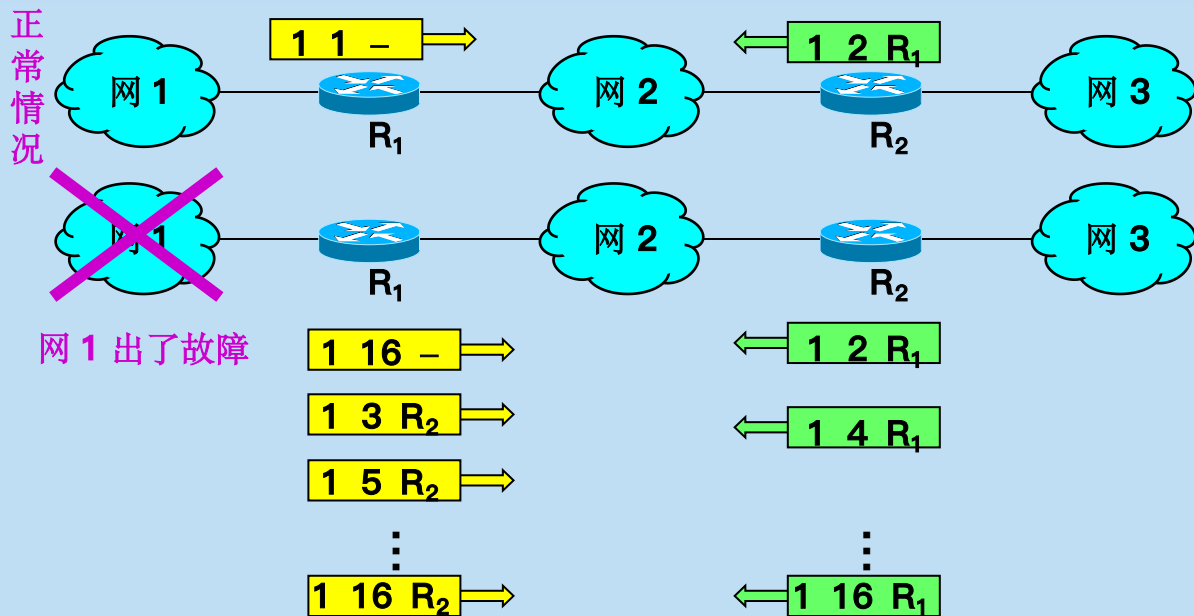 正常情况
1 1 –
1 2 R₁
网 1
网 2
网 3
R₁
R₂
网 1
网 2
网 3
R₁
R₂
网 1 出了故障
1 16 –
1 2 R₁
1 3 R₂
1 4 R₁
1 5 R₂
⋮
⋮
1 16 R₂
1 16 R₁